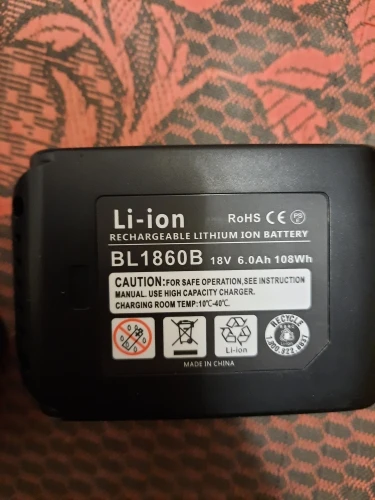 Li-ion RoHS CE
RECHARGEABLE LITHIUM ION BATTERY
BL1860B 18V 6.0Ah 108Wh
CAUTION: FOR SAFE OPERATION,SEE INSTRUCTION
MANUAL. USE HIGH CAPACITY CHARGER.
CHARGING ROOM TEMP:10℃-40℃.
Li-ion
RECYCLE
MADE IN CHINA